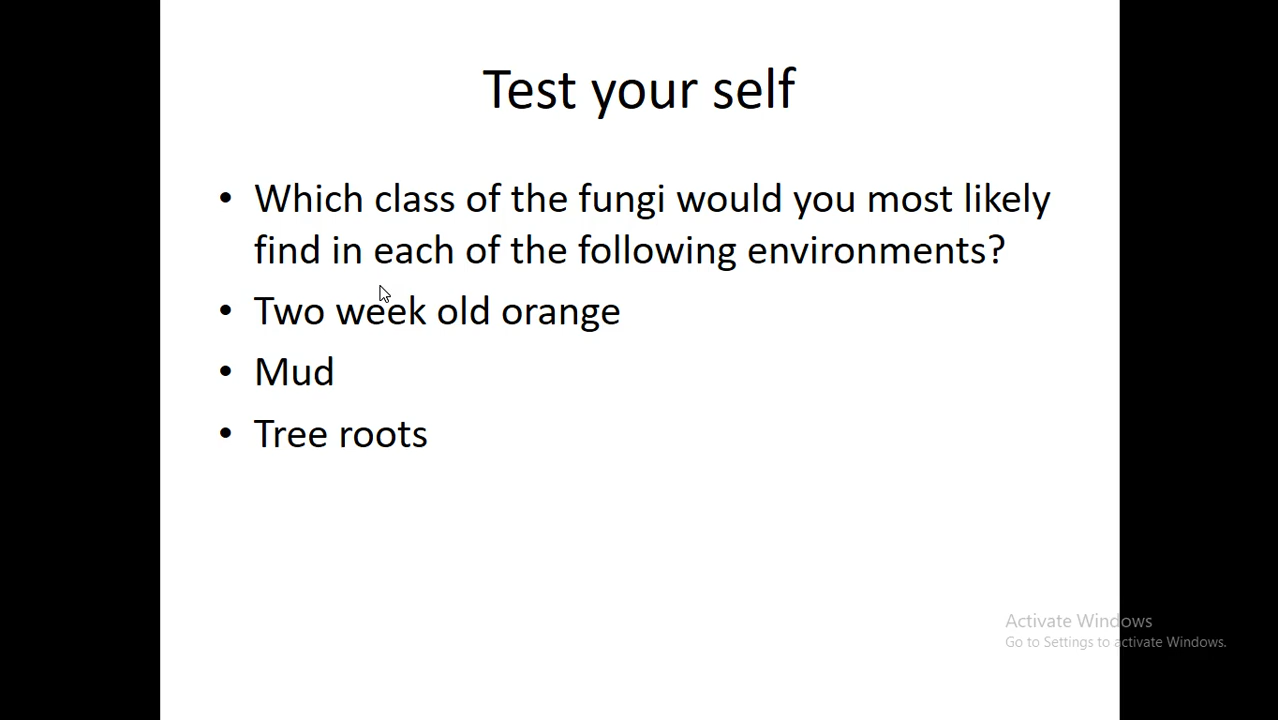 Test your self
• Which class of the fungi would you most likely
find in each of the following environments?
• Two week old orange
• Mud
• Tree roots
Activate Windows
Go to Settings to activate Windows.